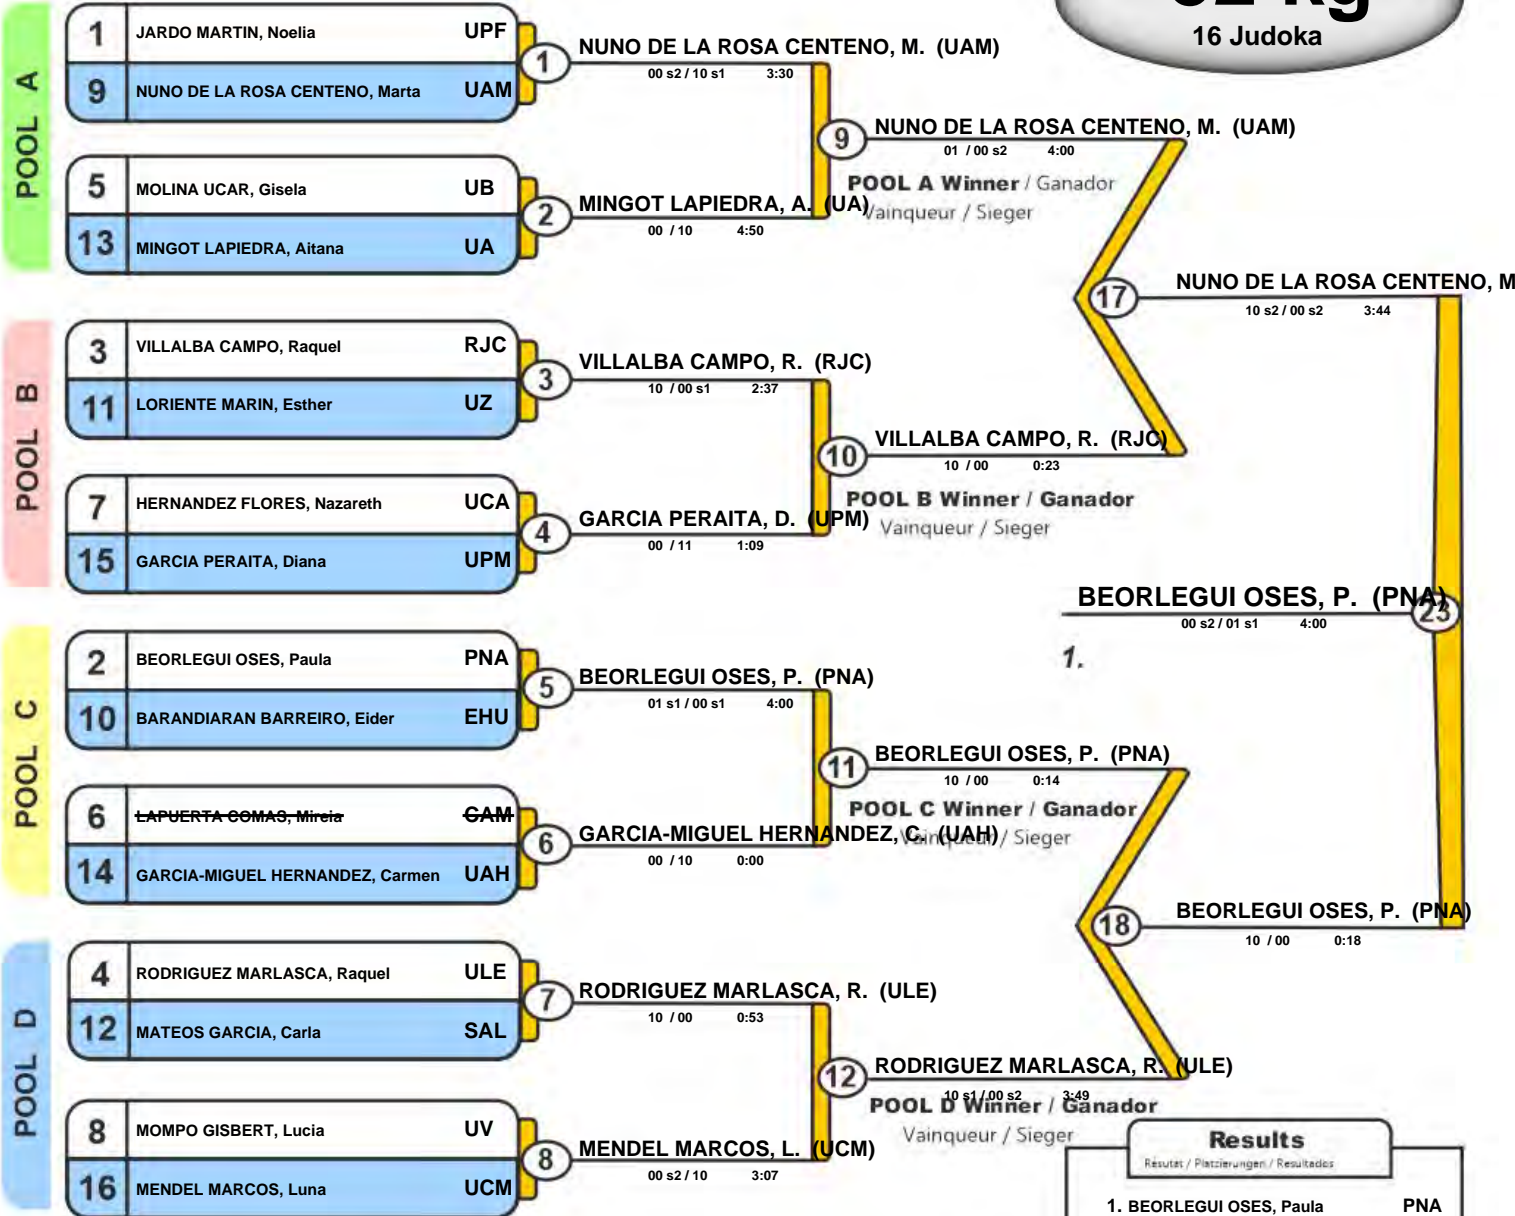 16 Judoka
POOL A
1 JARDO MARTIN, Noelia UPF
9 NUNO DE LA ROSA CENTENO, Marta UAM
1
NUNO DE LA ROSA CENTENO, M. (UAM)
00 s2 / 10 s1 3:30
5 MOLINA UCAR, Gisela UB
13 MINGOT LAPIEDRA, Aitana UA
2
MINGOT LAPIEDRA, A. (UA)
00 / 10 4:50
9
NUNO DE LA ROSA CENTENO, M. (UAM)
01 / 00 s2 4:00
POOL A Winner / Ganador
Vainqueur / Sieger
POOL B
3 VILLALBA CAMPO, Raquel RJC
11 LORIENTE MARIN, Esther UZ
3
VILLALBA CAMPO, R. (RJC)
10 / 00 s1 2:37
7 HERNANDEZ FLORES, Nazareth UCA
15 GARCIA PERAITA, Diana UPM
4
GARCIA PERAITA, D. (UPM)
00 / 11 1:09
10
VILLALBA CAMPO, R. (RJC)
10 / 00 0:23
POOL B Winner / Ganador
Vainqueur / Sieger
17
NUNO DE LA ROSA CENTENO, M
10 s2 / 00 s2 3:44
BEORLEGUI OSES, P. (PNA)
23
00 s2 / 01 s1 4:00
1.
POOL C
2 BEORLEGUI OSES, Paula PNA
10 BARANDIARAN BARREIRO, Eider EHU
5
BEORLEGUI OSES, P. (PNA)
01 s1 / 00 s1 4:00
6 LAPUERTA COMAS, Mireia CAM
14 GARCIA-MIGUEL HERNANDEZ, Carmen UAH
6
GARCIA-MIGUEL HERNANDEZ, C. (UAH)
00 / 10 0:00
11
BEORLEGUI OSES, P. (PNA)
10 / 00 0:14
POOL C Winner / Ganador
Vainqueur / Sieger
18
BEORLEGUI OSES, P. (PNA)
10 / 00 0:18
POOL D
4 RODRIGUEZ MARLASCA, Raquel ULE
12 MATEOS GARCIA, Carla SAL
7
RODRIGUEZ MARLASCA, R. (ULE)
10 / 00 0:53
8 MOMPO GISBERT, Lucia UV
16 MENDEL MARCOS, Luna UCM
8
MENDEL MARCOS, L. (UCM)
00 s2 / 10 3:07
12
RODRIGUEZ MARLASCA, R. (ULE)
10 s1 / 00 s2 3:49
POOL D Winner / Ganador
Vainqueur / Sieger
Results
Résutat / Platzierungen / Resultados
1. BEORLEGUI OSES, Paula PNA